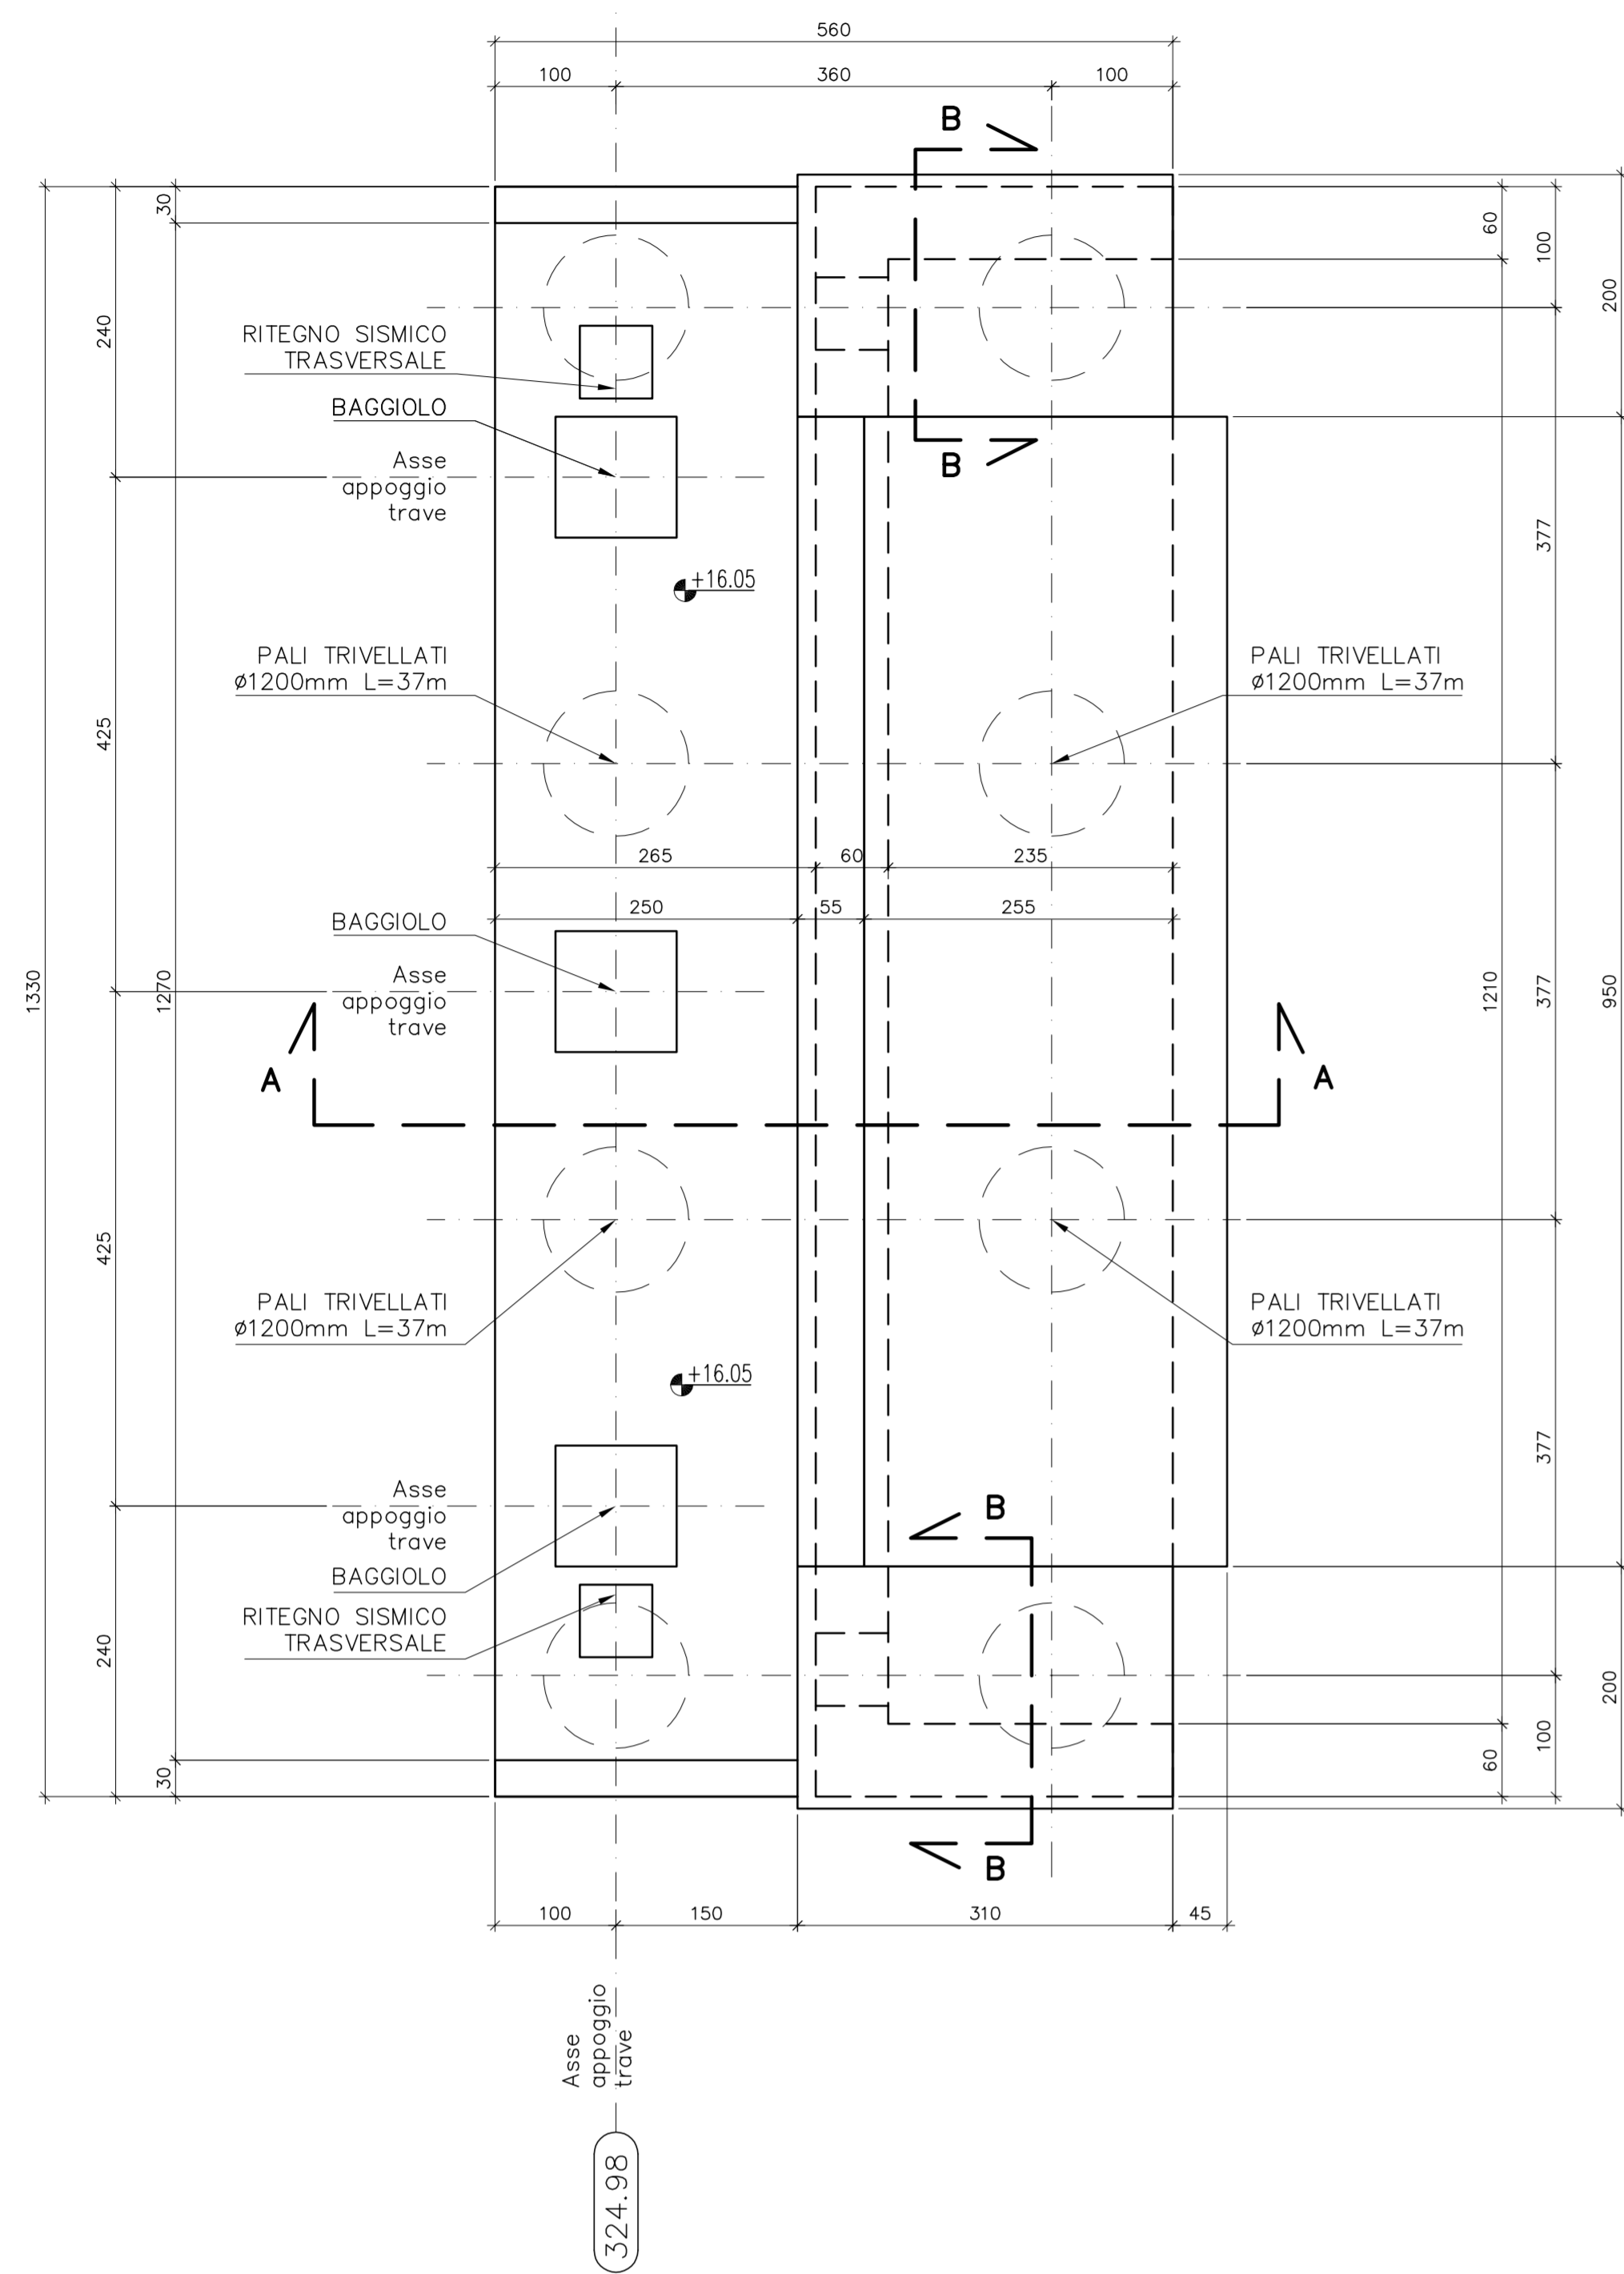 560
100
360
100
B
30
60
100
200
240
RITEGNO SISMICO
TRASVERSALE
BAGGIOLO
B
Asse
appoggio
trave
377
+16.05
PALI TRIVELLATI
ø1200mm L=37m
PALI TRIVELLATI
ø1200mm L=37m
425
265
60
235
250
55
255
BAGGIOLO
Asse
appoggio
trave
1330
1270
1210
377
950
A
A
425
PALI TRIVELLATI
ø1200mm L=37m
PALI TRIVELLATI
ø1200mm L=37m
+16.05
377
Asse
appoggio
trave
B
BAGGIOLO
RITEGNO SISMICO
TRASVERSALE
240
200
30
60
100
B
100
150
310
45
Asse
appoggio
trave
324.98